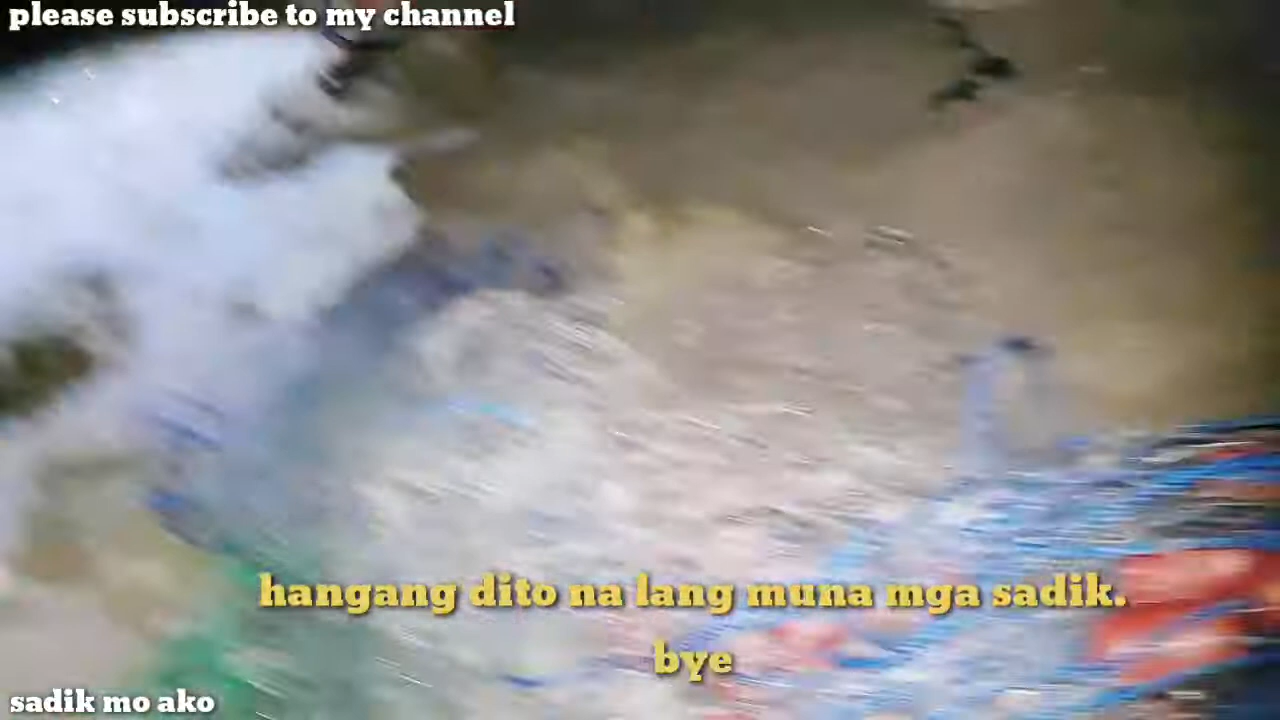 please subscribe to my channel
hangang dito na lang muna mga sadik.
bye
sadik mo ako